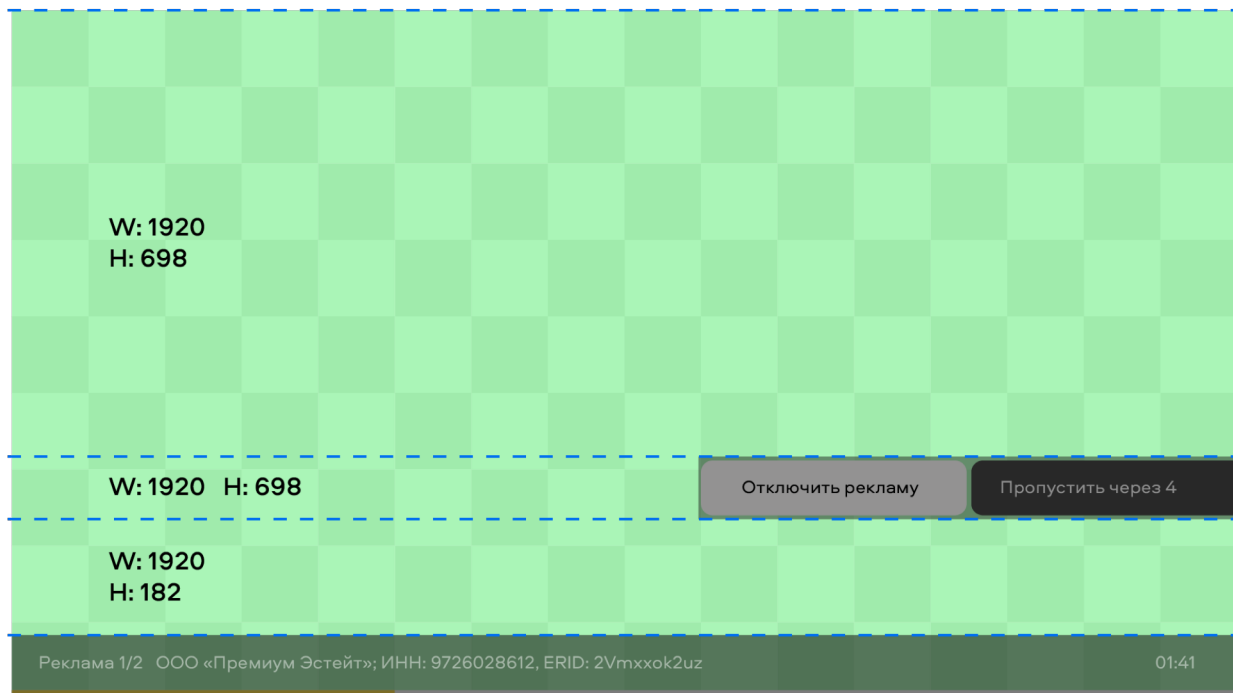 W: 1920
H: 698
W: 1920 H: 698
Отключить рекламу
Пропустить через 4
W: 1920
H: 182
Реклама 1/2 ООО «Премиум Эстейт»; ИНН: 9726028612, ERID: 2Vmxxok2uz
01:41